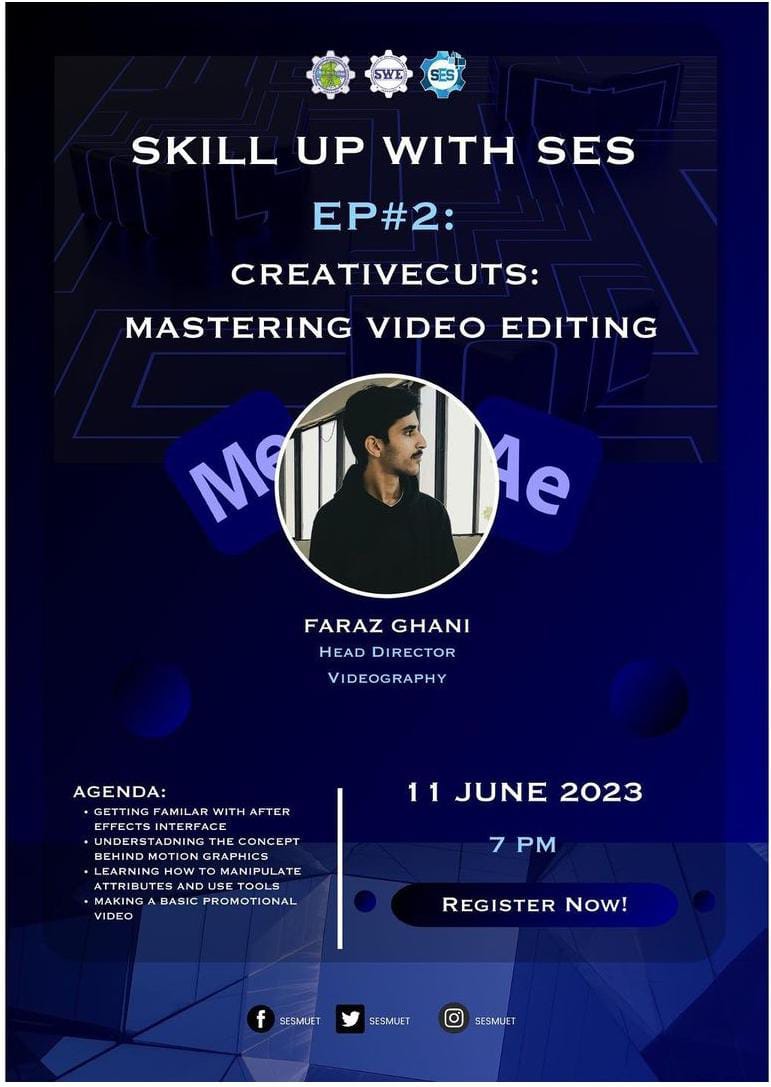 SWE
SES
SKILL UP WITH SES
EP#2:
CREATIVECUTS:
MASTERING VIDEO EDITING
Me
Ae
FARAZ GHANI
HEAD DIRECTOR
VIDEOGRAPHY
AGENDA:
• GETTING FAMILAR WITH AFTER
EFFECTS INTERFACE
• UNDERSTADNING THE CONCEPT
BEHIND MOTION GRAPHICS
• LEARNING HOW TO MANIPULATE
ATTRIBUTES AND USE TOOLS
• MAKING A BASIC PROMOTIONAL
VIDEO
11 JUNE 2023
7 PM
REGISTER NOW!
SESMUET
SESMUET
SESMUET